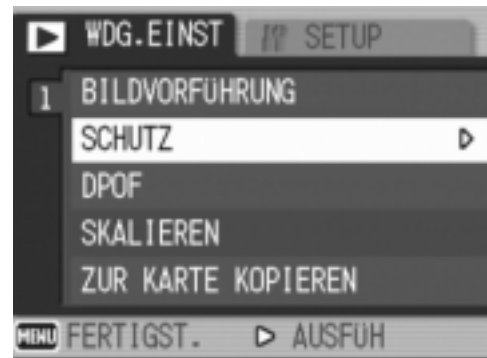 WDG.EINST SETUP
1 BILDVORFÜHRUNG
SCHUTZ
DPOF
SKALIEREN
ZUR KARTE KOPIEREN
MENU FERTIGST. AUSFÜH